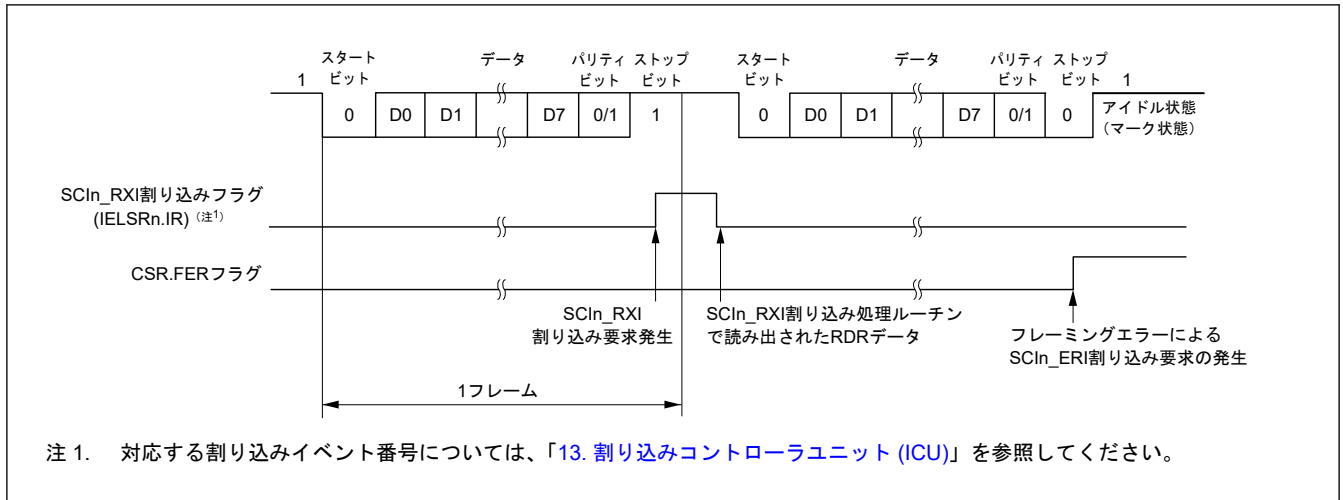 スタート データ パリティ ストップ スタート データ パリティ ストップ
1 ビット ビット ビット ビット ビット ビット 1
0 D0 D1 D7 0/1 1 0 D0 D1 D7 0/1 0 アイドル状態
(マーク状態)
SCIn_RXI割り込みフラグ
(IELSRn.IR) (注1)
CSR.FERフラグ
SCIn_RXI
割り込み要求発生
SCIn_RXI割り込み処理ルーチン
で読み出されたRDRデータ
フレーミングエラーによる
SCIn_ERI割り込み要求の発生
1フレーム
注 1. 対応する割り込みイベント番号については、「13. 割り込みコントローラユニット (ICU)」を参照してください。